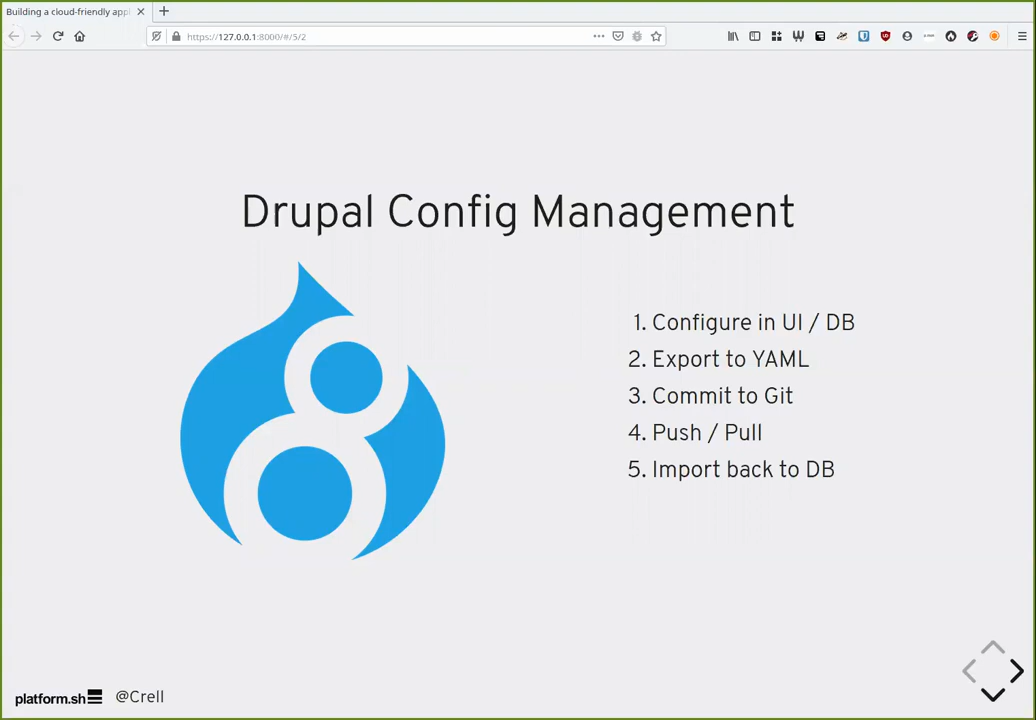 Building a cloud-friendly appl
https://127.0.0.1:8000/#/5/2
Drupal Config Management
1. Configure in UI / DB
2. Export to YAML
3. Commit to Git
4. Push / Pull
5. Import back to DB
platform.sh
@Crell